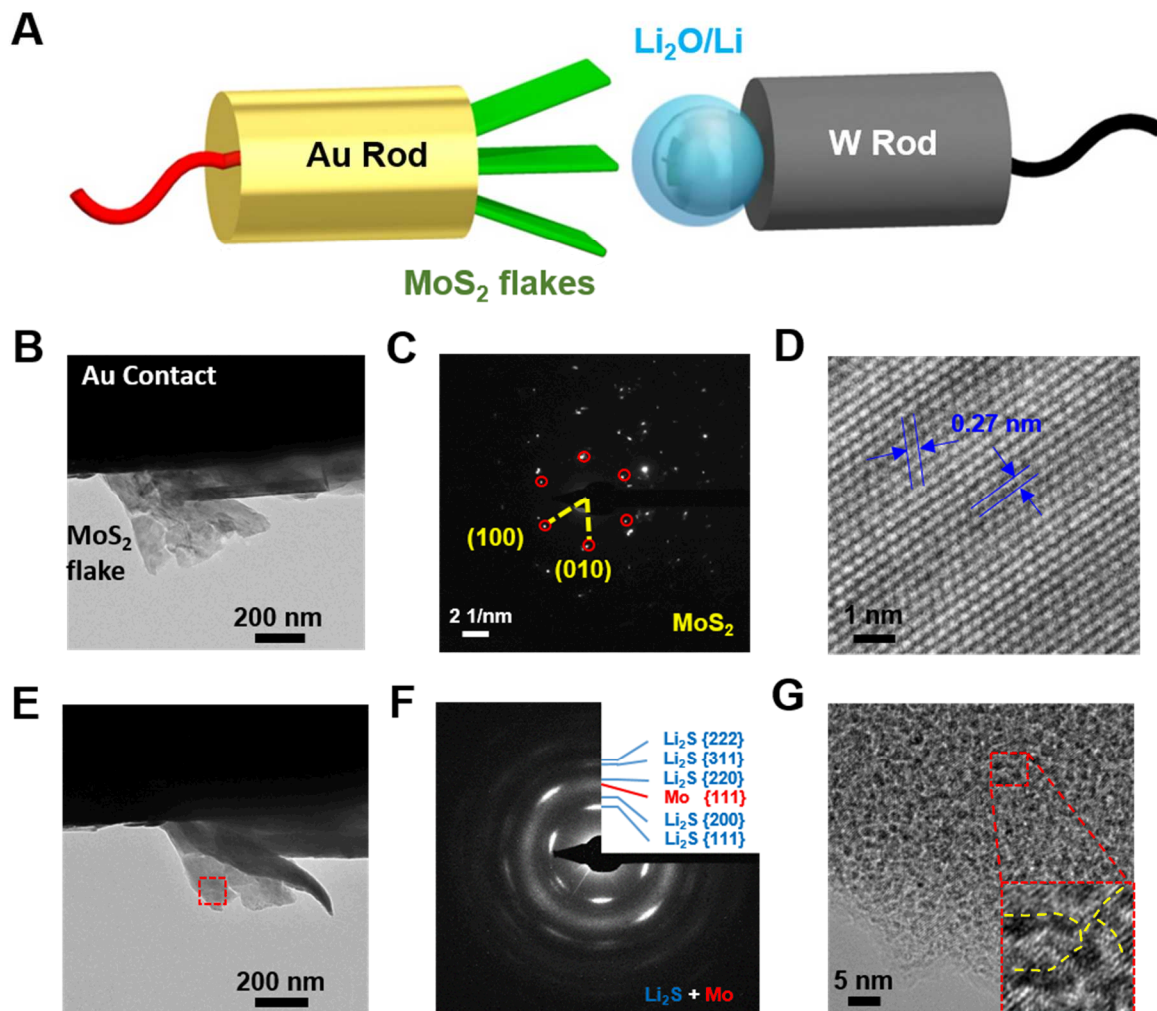 A
Li₂O/Li
Au Rod
W Rod
MoS₂ flakes
B
Au Contact
MoS₂
flake
200 nm
C
(100)
(010)
2 1/nm
MoS₂
D
0.27 nm
1 nm
E
200 nm
F
Li₂S {222}
Li₂S {311}
Li₂S {220}
Mo {111}
Li₂S {200}
Li₂S {111}
Li₂S + Mo
G
5 nm